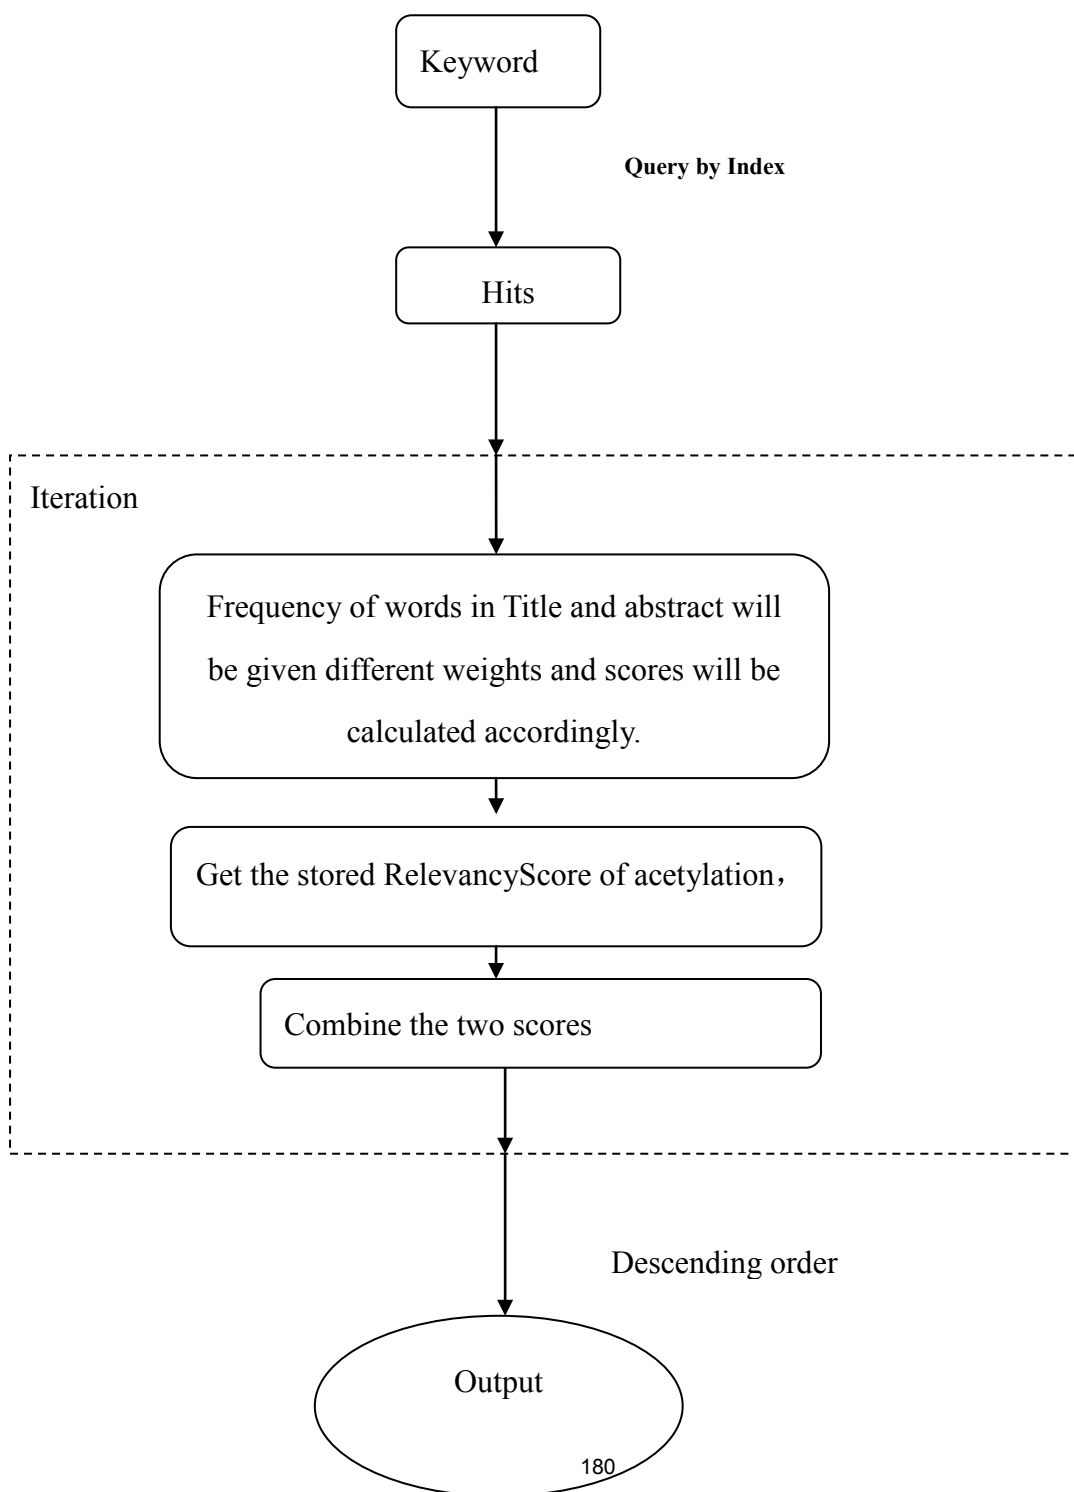 Keyword
Query by Index
Hits
Iteration
Frequency of words in Title and abstract will
be given different weights and scores will be
calculated accordingly.
Get the stored RelevancyScore of acetylation，
Combine the two scores
Descending order
Output
180